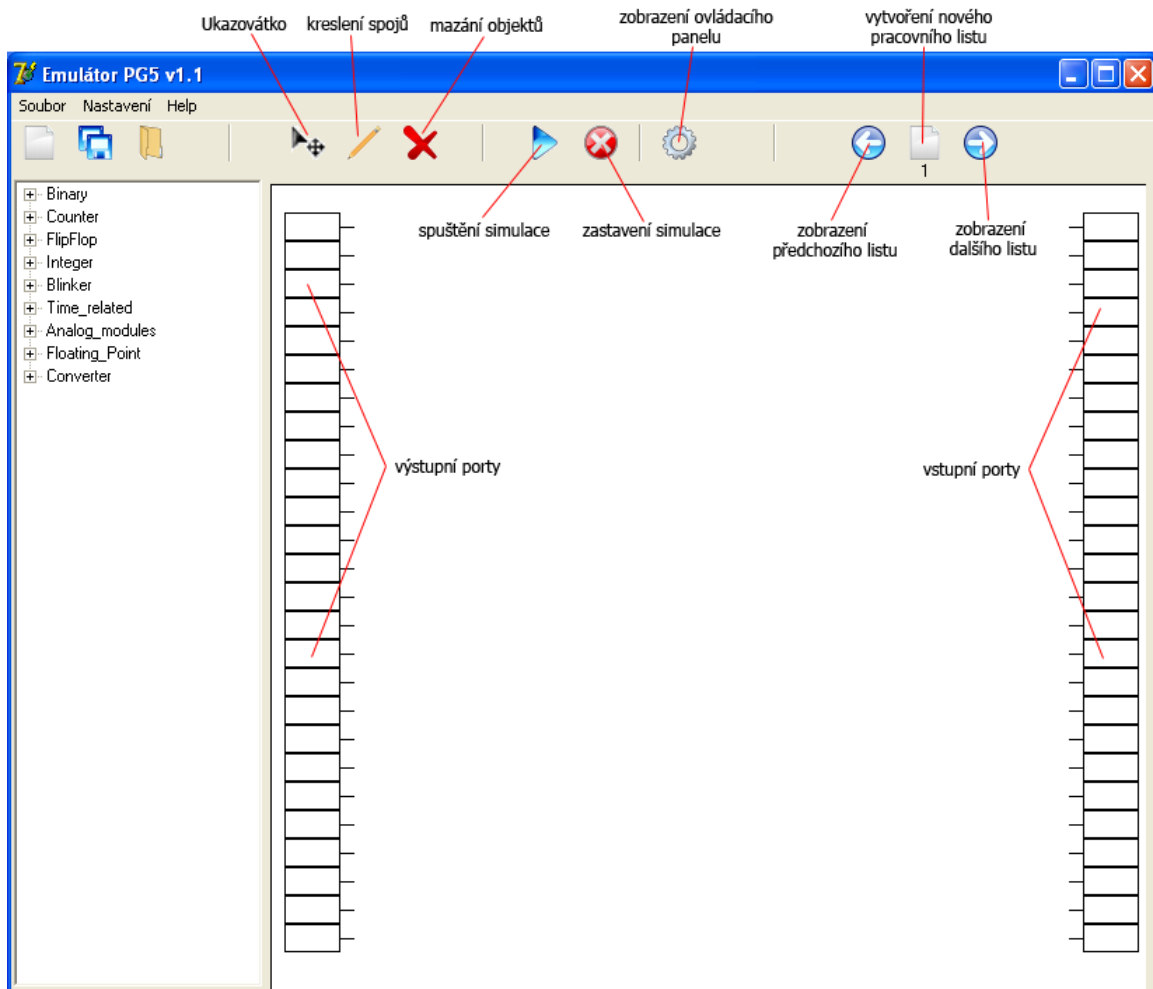 Ukazovátko
kreslení spojů
mazání objektů
zobrazení ovládacího
panelu
vytvoření nového
pracovního listu
Emulátor PG5 v1.1
Soubor Nastavení Help
1
Binary
Counter
FlipFlop
Integer
Blinker
Time_related
Analog_modules
Floating_Point
Converter
spuštění simulace
zastavení simulace
zobrazení
předchozího listu
zobrazení
dalšího listu
výstupní porty
vstupní porty